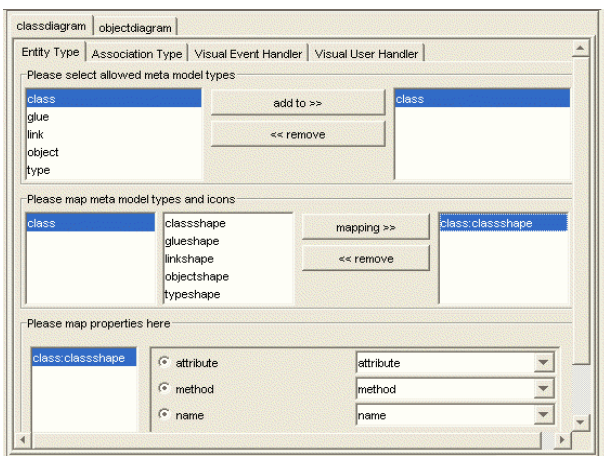 classdiagram objectdiagram
Entity Type Association Type Visual Event Handler Visual User Handler
Please select allowed meta model types
class add to >> class
glue << remove
link
object
type
Please map meta model types and icons
class classshape mapping >> class:classshape
glueshape << remove
linkshape
objectshape
typeshape
Please map properties here
class:classshape attribute attribute
method method
name name